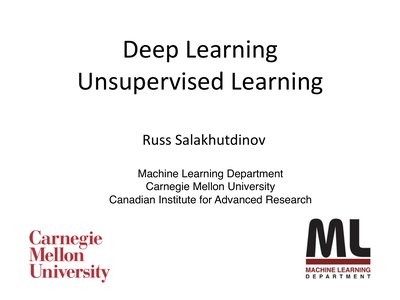 Deep Learning
Unsupervised Learning
Russ Salakhutdinov
Machine Learning Department
Carnegie Mellon University
Canadian Institute for Advanced Research
Carnegie
Mellon
University
ML
MACHINE LEARNING
DEPARTMENT